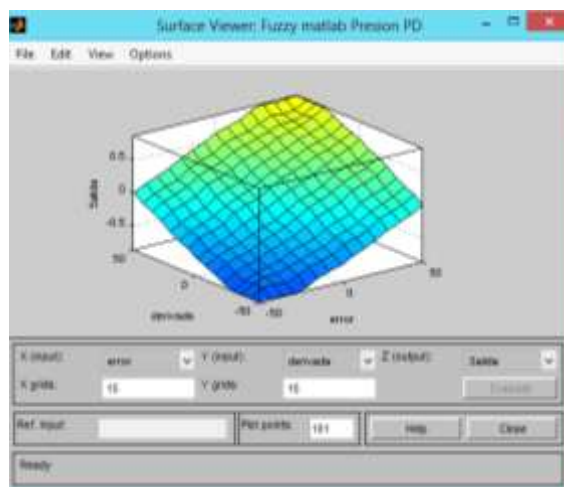 Surface Viewer: Fuzzy matlab Presion PD
File Edit View Options
0.5
0
-0.5
Salida
50
0
-50
derivada
-50
0
50
error
X (input): error Y (input): derivada Z (output): Salida
X grids: 15 Y grids: 15 Evaluate
Ref. Input: Plot points: 101 Help Close
Ready